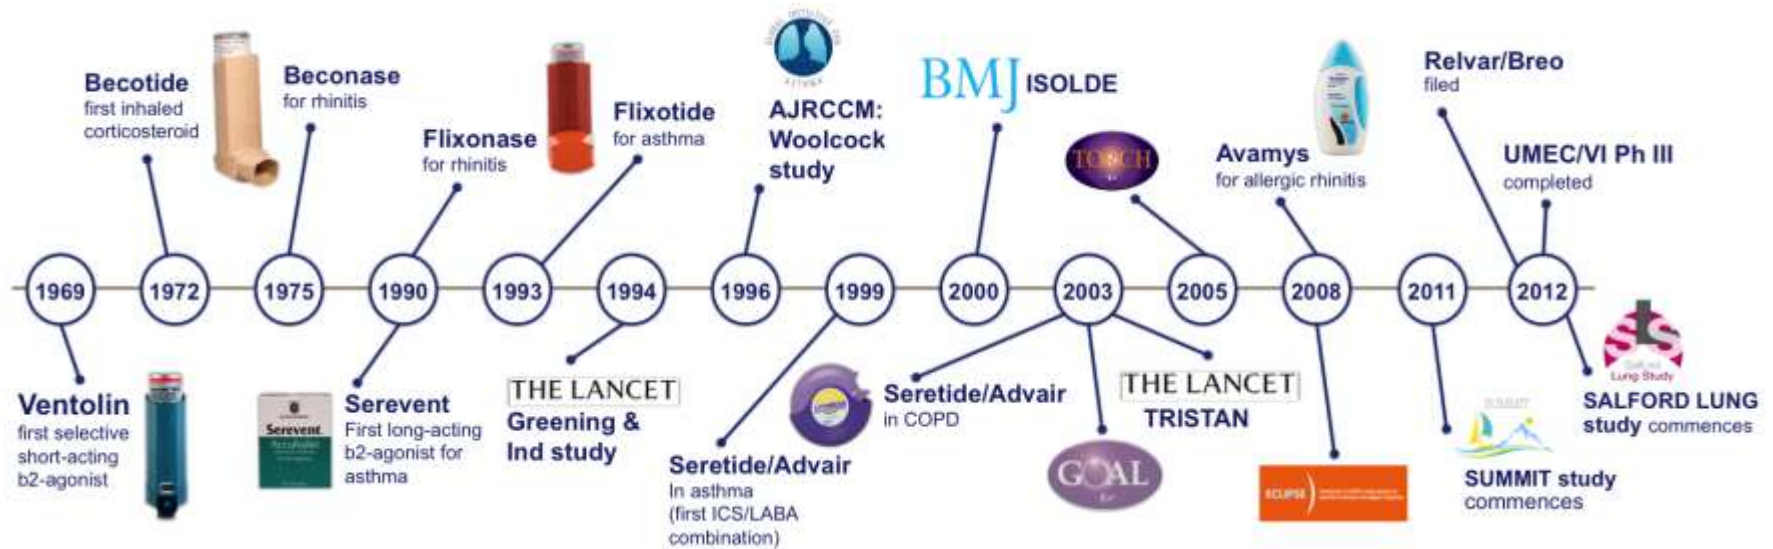 Becotide
first inhaled
corticosteroid
Beconase
for rhinitis
Flixonase
for rhinitis
Flixotide
for asthma
ASTHMA
AJRCCM:
Woolcock
study
BMJ ISOLDE
TORCH
Avamys
for allergic rhinitis
Relvar/Breo
filed
UMEC/VI Ph III
completed
1969
1972
1975
1990
1993
1994
1996
1999
2000
2003
2005
2008
2011
2012
Ventolin
first selective
short-acting
b2-agonist
Serevent
Serevent
First long-acting
b2-agonist for
asthma
THE LANCET
Greening &
Ind study
Seretide/Advair
In asthma
(first ICS/LABA
combination)
Seretide/Advair
in COPD
GOAL
THE LANCET
TRISTAN
ECLIPSE
SUMMIT
SUMMIT study
commences
SLS
Salford
Lung Study
SALFORD LUNG
study commences